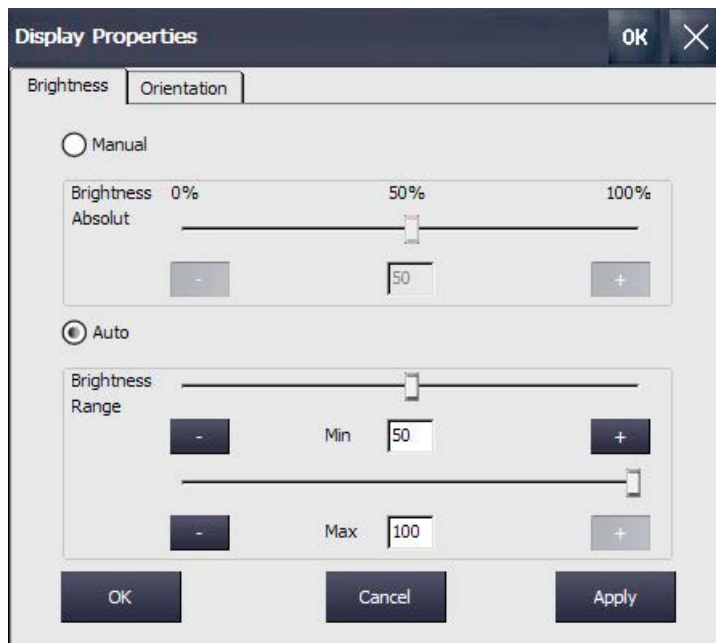 Display Properties OK
Brightness Orientation
Manual
Brightness 0% 50% 100%
Absolut
- 50 +
Auto
Brightness
Range
- Min 50 +
- Max 100 +
OK Cancel Apply